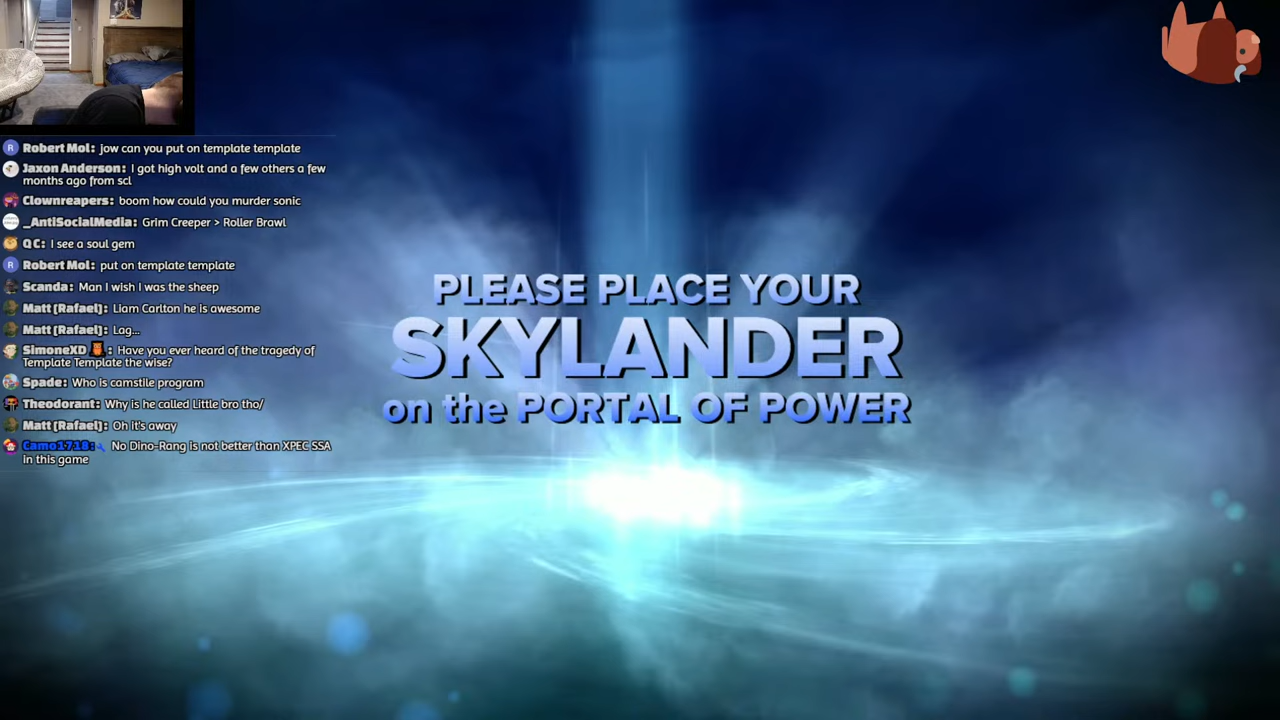 Robert Mol: jow can you put on template template
Jaxon Anderson: I got high volt and a few others a few
months ago from scl
Clownreapers: boom how could you murder sonic
_AntiSocialMedia: Grim Creeper > Roller Brawl
Q C: I see a soul gem
R Robert Mol: put on template template
Scanda: Man I wish I was the sheep
Matt (Rafael): Liam Carlton he is awesome
Matt (Rafael): Lag...
SimoneXD : Have you ever heard of the tragedy of
Template Template the wise?
Spade: Who is camstile program
Theodorant: Why is he called Little bro tho/
Matt (Rafael): Oh it's away
Camo1718: No Dino-Rang is not better than XPEC SSA
in this game
PLEASE PLACE YOUR
SKYLANDER
on the PORTAL OF POWER